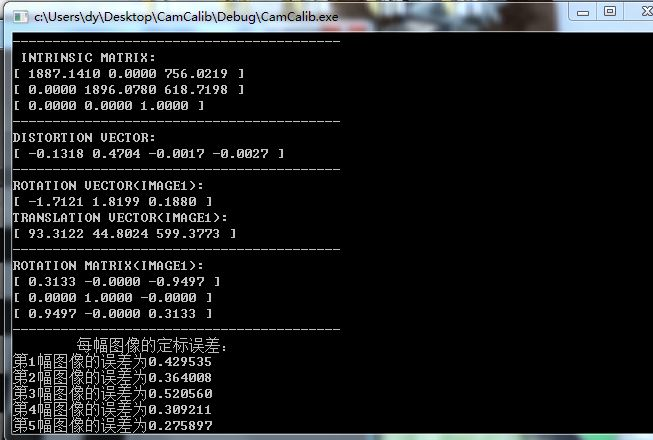 c:\Users\dy\Desktop\CamCalib\Debug\CamCalib.exe
INTRINSIC MATRIX:
[ 1887.1410 0.0000 756.0219 ]
[ 0.0000 1896.0780 618.7198 ]
[ 0.0000 0.0000 1.0000 ]
DISTORTION VECTOR:
[ -0.1318 0.4704 -0.0017 -0.0027 ]
ROTATION VECTOR(IMAGE1):
[ -1.7121 1.8199 0.1880 ]
TRANSLATION VECTOR(IMAGE1):
[ 93.3122 44.8024 599.3773 ]
ROTATION MATRIX(IMAGE1):
[ 0.3133 -0.0000 -0.9497 ]
[ 0.0000 1.0000 -0.0000 ]
[ 0.9497 -0.0000 0.3133 ]
每幅图像的定标误差:
第1幅图像的误差为0.429535
第2幅图像的误差为0.364008
第3幅图像的误差为0.520560
第4幅图像的误差为0.309211
第5幅图像的误差为0.275897